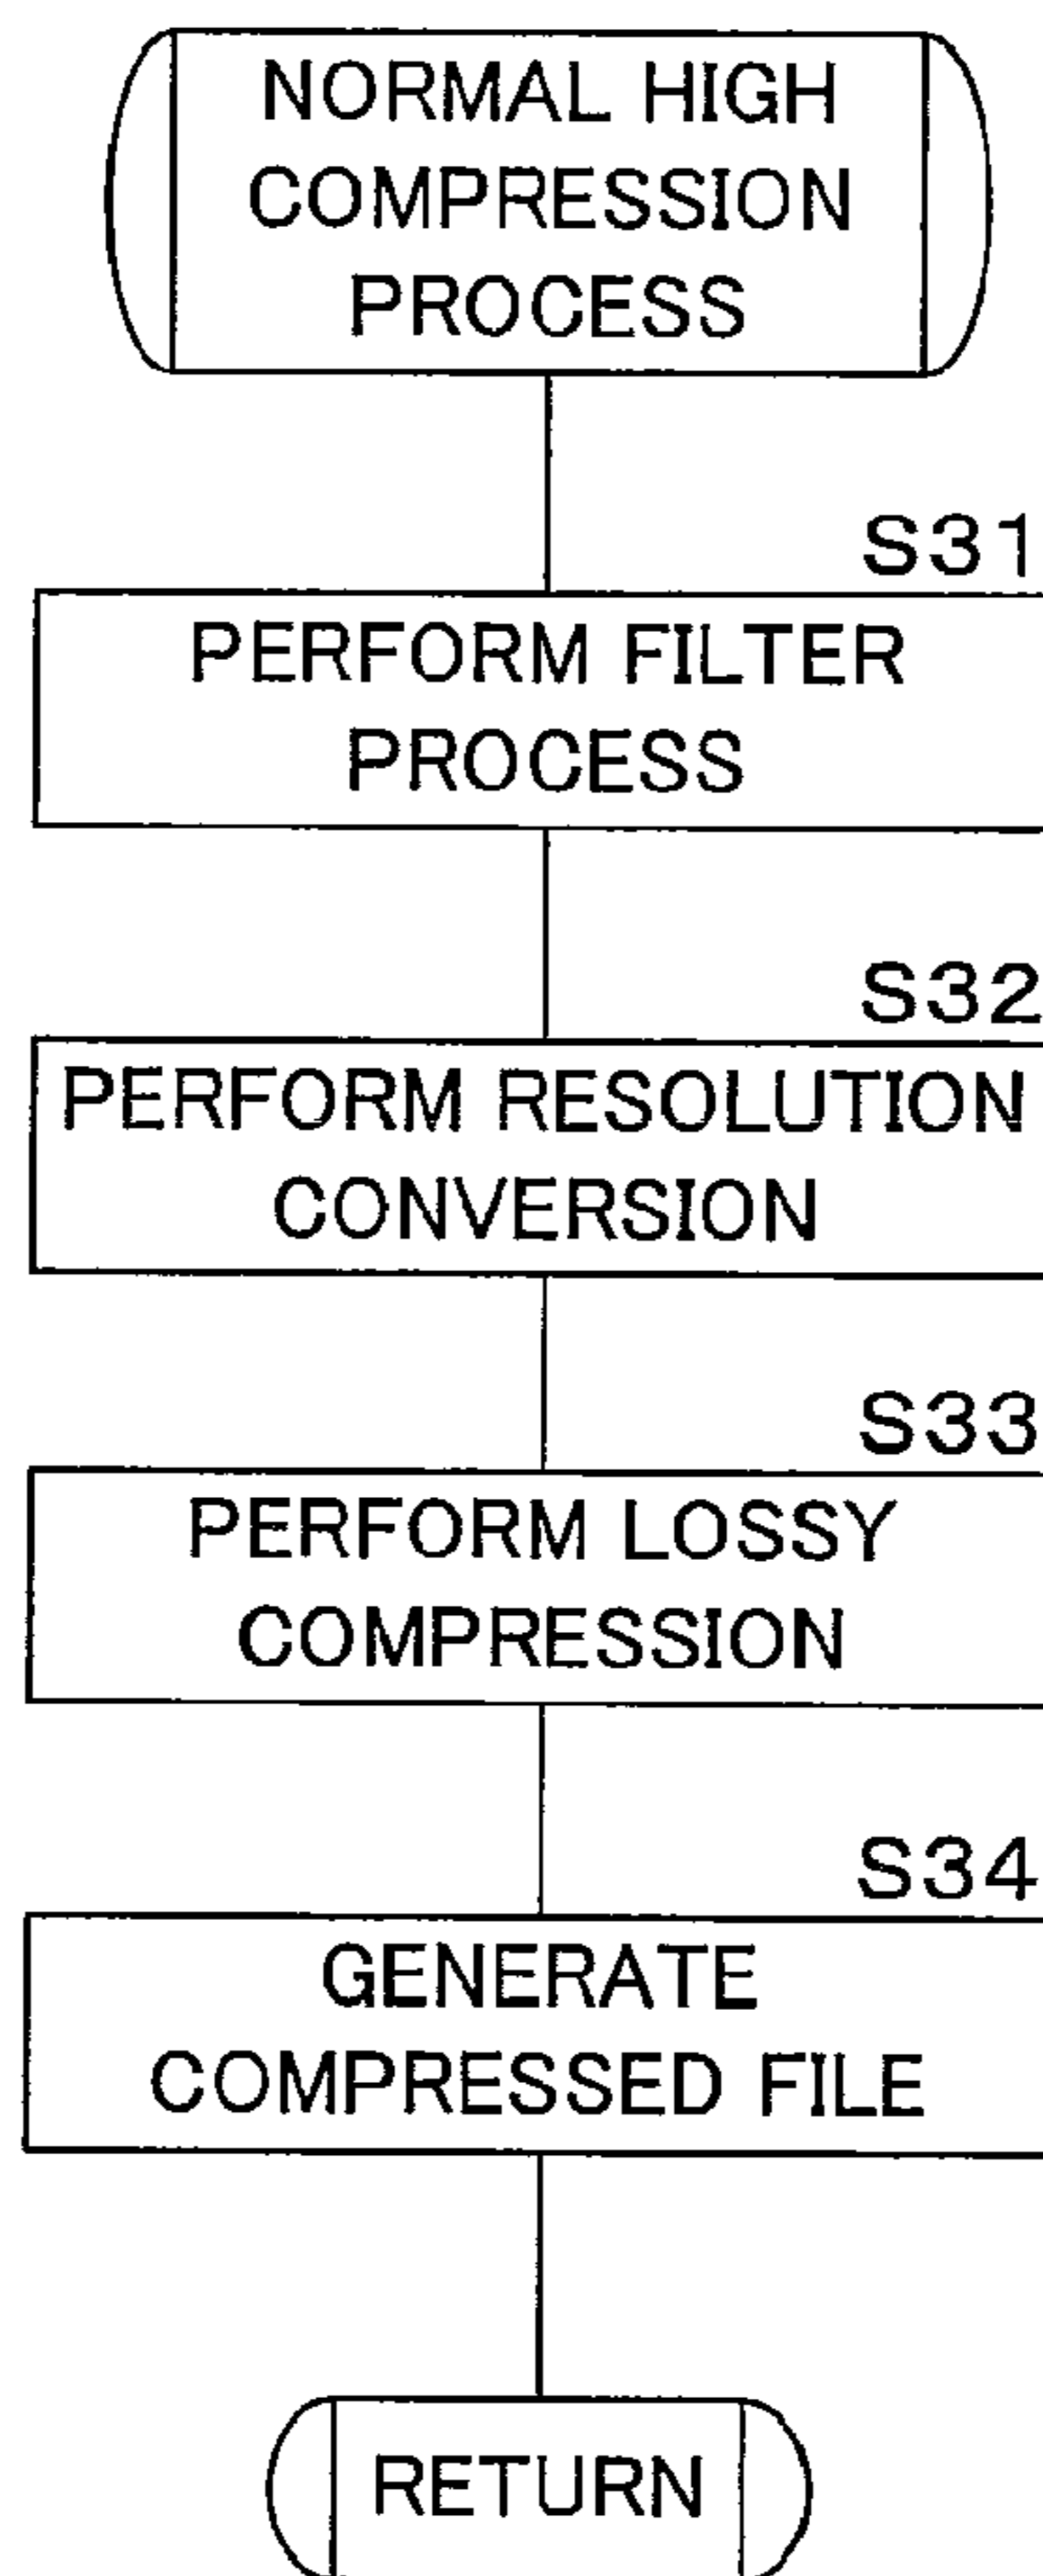 NORMAL HIGH
COMPRESSION
PROCESS
S31
PERFORM FILTER
PROCESS
S32
PERFORM RESOLUTION
CONVERSION
S33
PERFORM LOSSY
COMPRESSION
S34
GENERATE
COMPRESSED FILE
RETURN